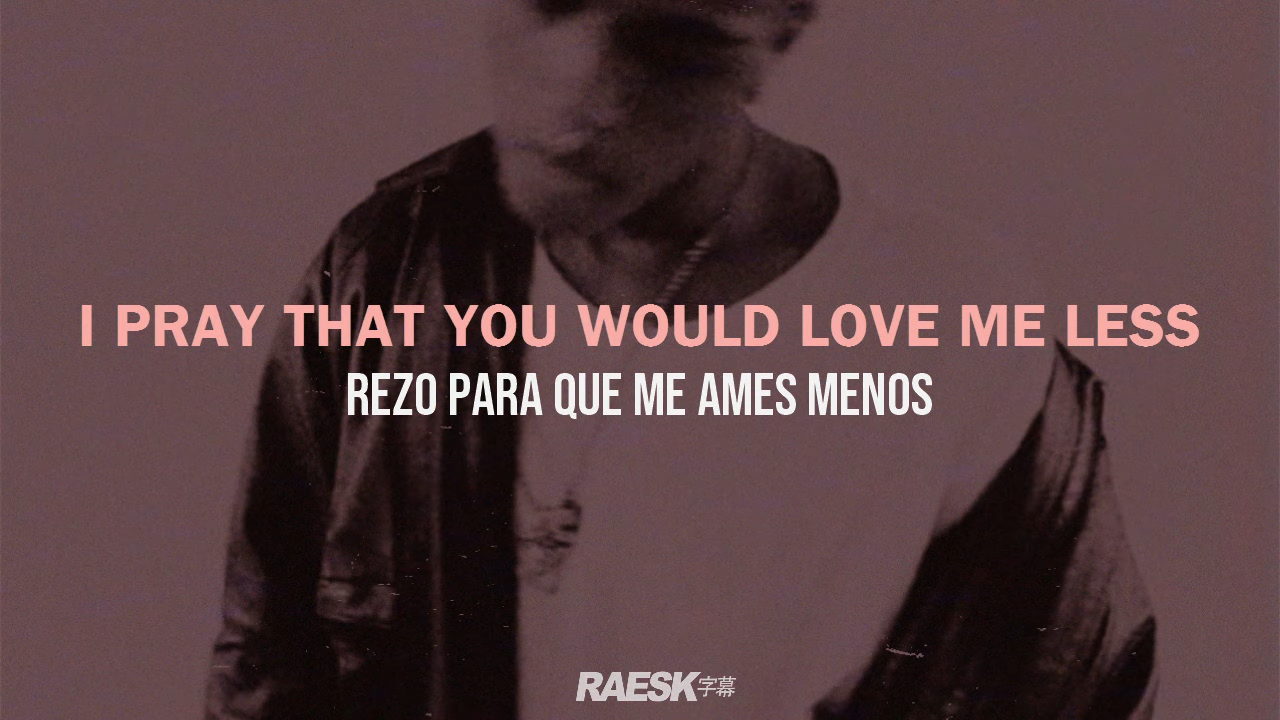 I PRAY THAT YOU WOULD LOVE ME LESS
REZO PARA QUE ME AMES MENOS
RAESK字幕